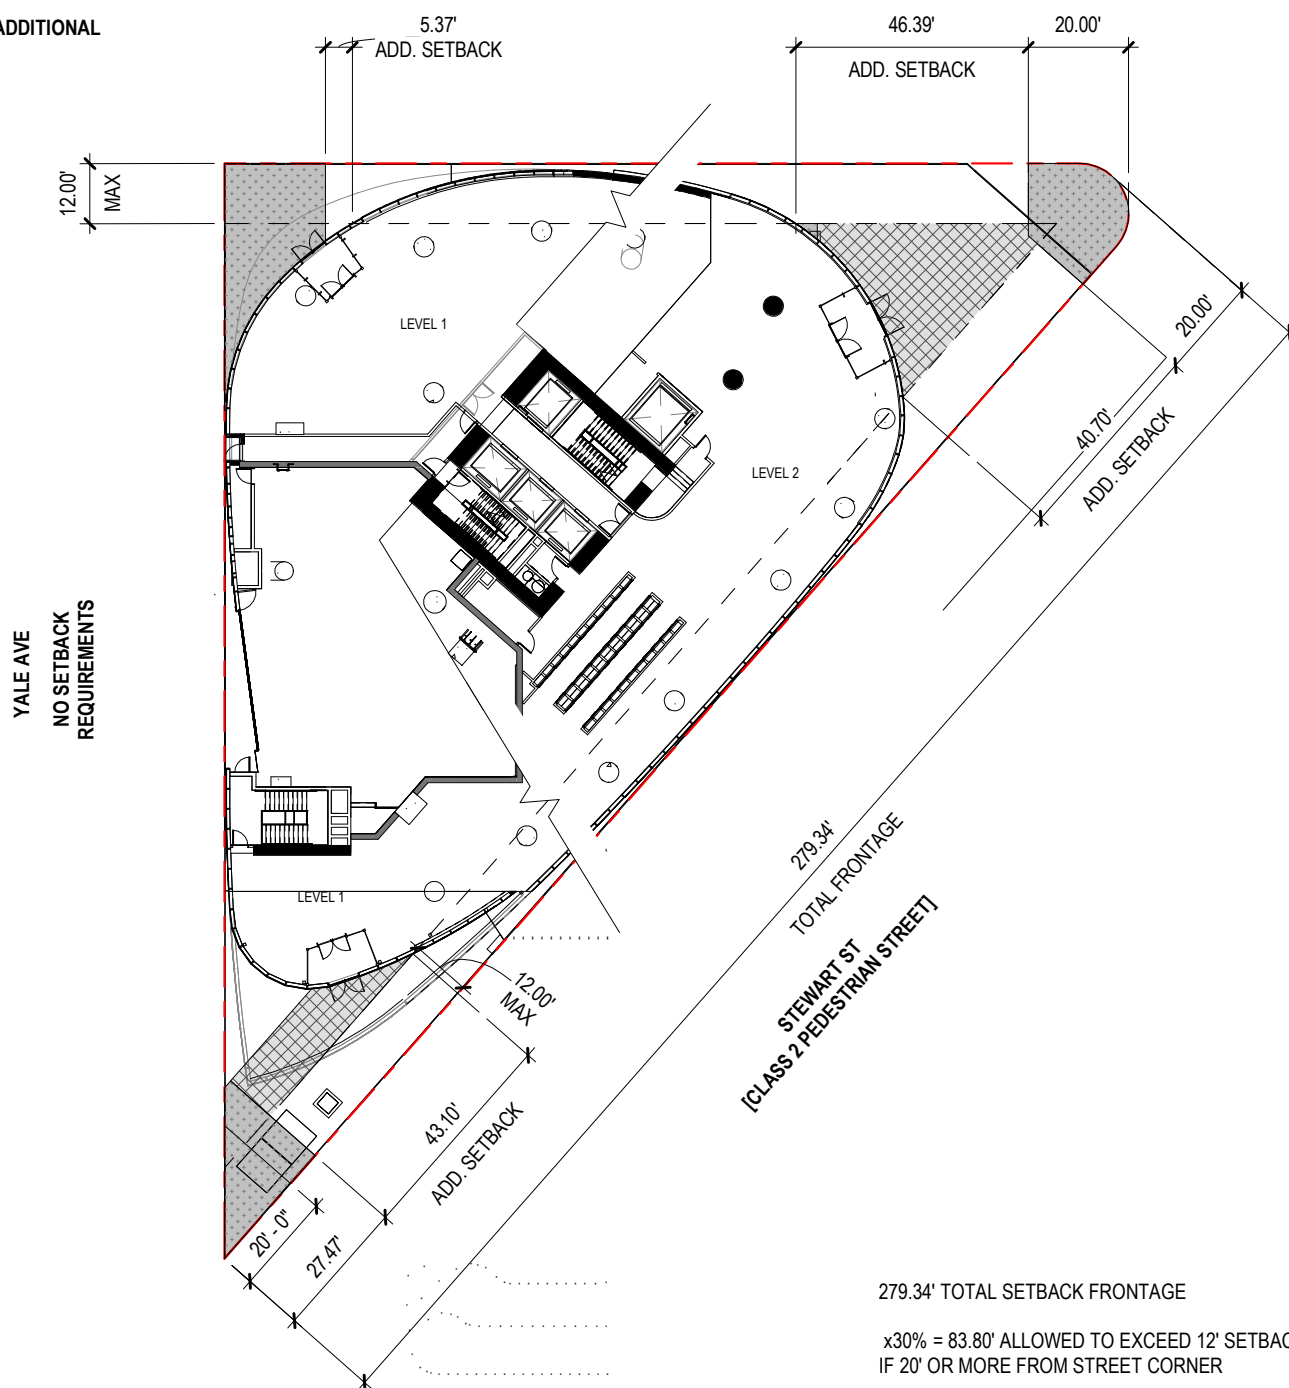 ADDITIONAL
5.37'
ADD. SETBACK
46.39'
20.00'
ADD. SETBACK
12.00'
MAX
LEVEL 1
LEVEL 2
20.00'
40.70'
ADD. SETBACK
YALE AVE
NO SETBACK
REQUIREMENTS
279.34'
TOTAL FRONTAGE
STEWART ST
[CLASS 2 PEDESTRIAN STREET]
LEVEL 1
12.00'
MAX
43.10'
ADD. SETBACK
20' - 0"
27.47'
279.34' TOTAL SETBACK FRONTAGE
x30% = 83.80' ALLOWED TO EXCEED 12' SETBAC
IF 20' OR MORE FROM STREET CORNER